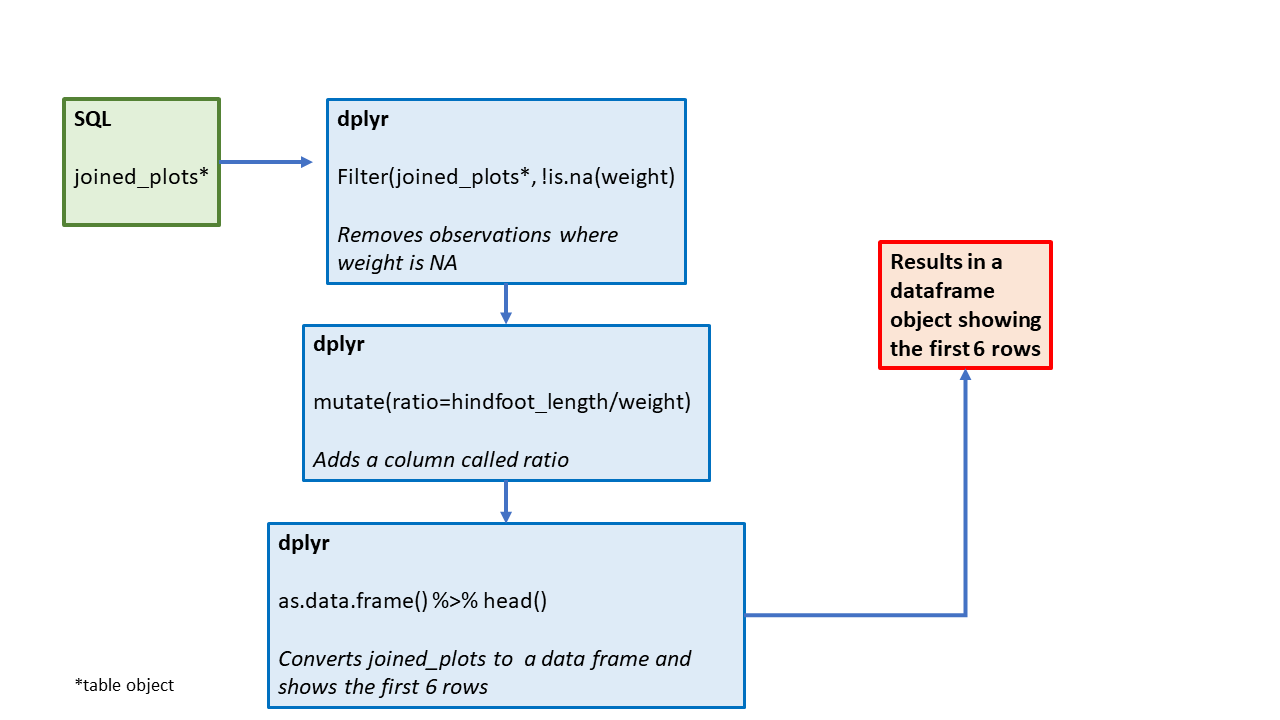 SQL
joined_plots*
dplyr
Filter(joined_plots*, !is.na(weight)
Removes observations where
weight is NA
dplyr
mutate(ratio=hindfoot_length/weight)
Adds a column called ratio
dplyr
as.data.frame() %>% head()
Converts joined_plots to a data frame and
shows the first 6 rows
Results in a
dataframe
object showing
the first 6 rows
*table object